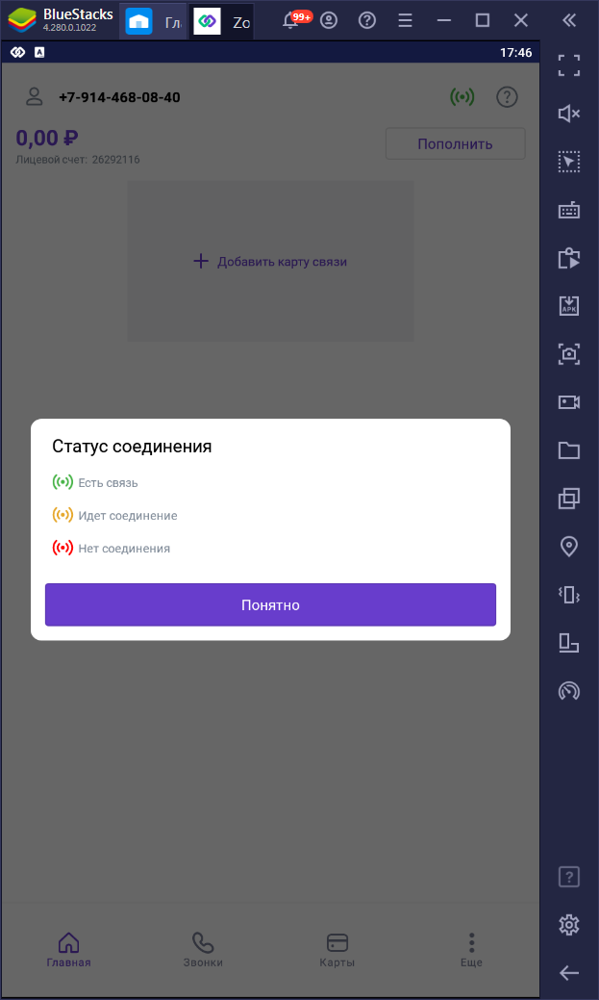 BlueStacks
4.280.0.1022
Гл
Zo
99+
17:46
+7-914-468-08-40
0,00 ₽
Лицевой счет: 26292116
Пополнить
Добавить карту связи
Статус соединения
Есть связь
Идет соединение
Нет соединения
Понятно
Главная
Звонки
Карты
Еще
APK